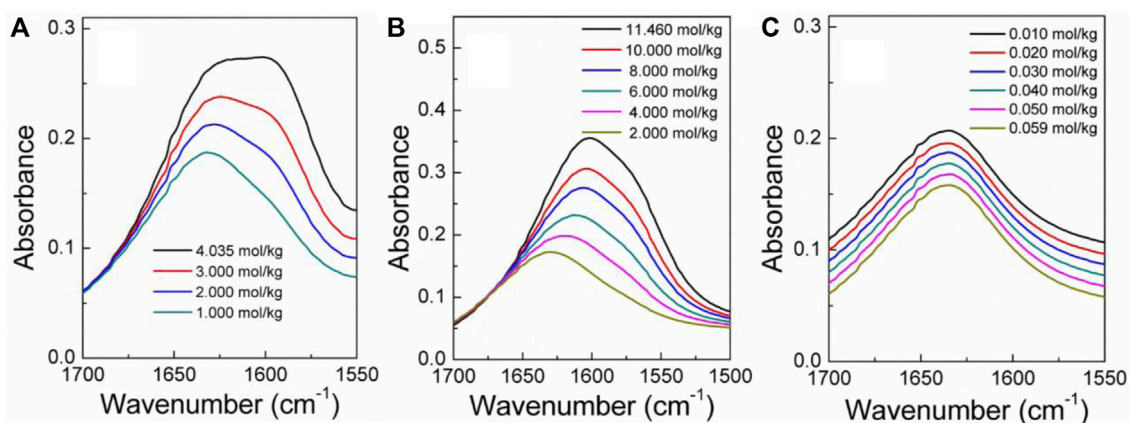 A
0.3
0.2
0.1
0.0
Absorbance
4.035 mol/kg
3.000 mol/kg
2.000 mol/kg
1.000 mol/kg
1700 1650 1600 1550
Wavenumber (cm⁻¹)
B
0.5
0.4
0.3
0.2
0.1
0.0
Absorbance
11.460 mol/kg
10.000 mol/kg
8.000 mol/kg
6.000 mol/kg
4.000 mol/kg
2.000 mol/kg
1700 1650 1600 1550 1500
Wavenumber (cm⁻¹)
C
0.3
0.2
0.1
0.0
Absorbance
0.010 mol/kg
0.020 mol/kg
0.030 mol/kg
0.040 mol/kg
0.050 mol/kg
0.059 mol/kg
1700 1650 1600 1550
Wavenumber (cm⁻¹)